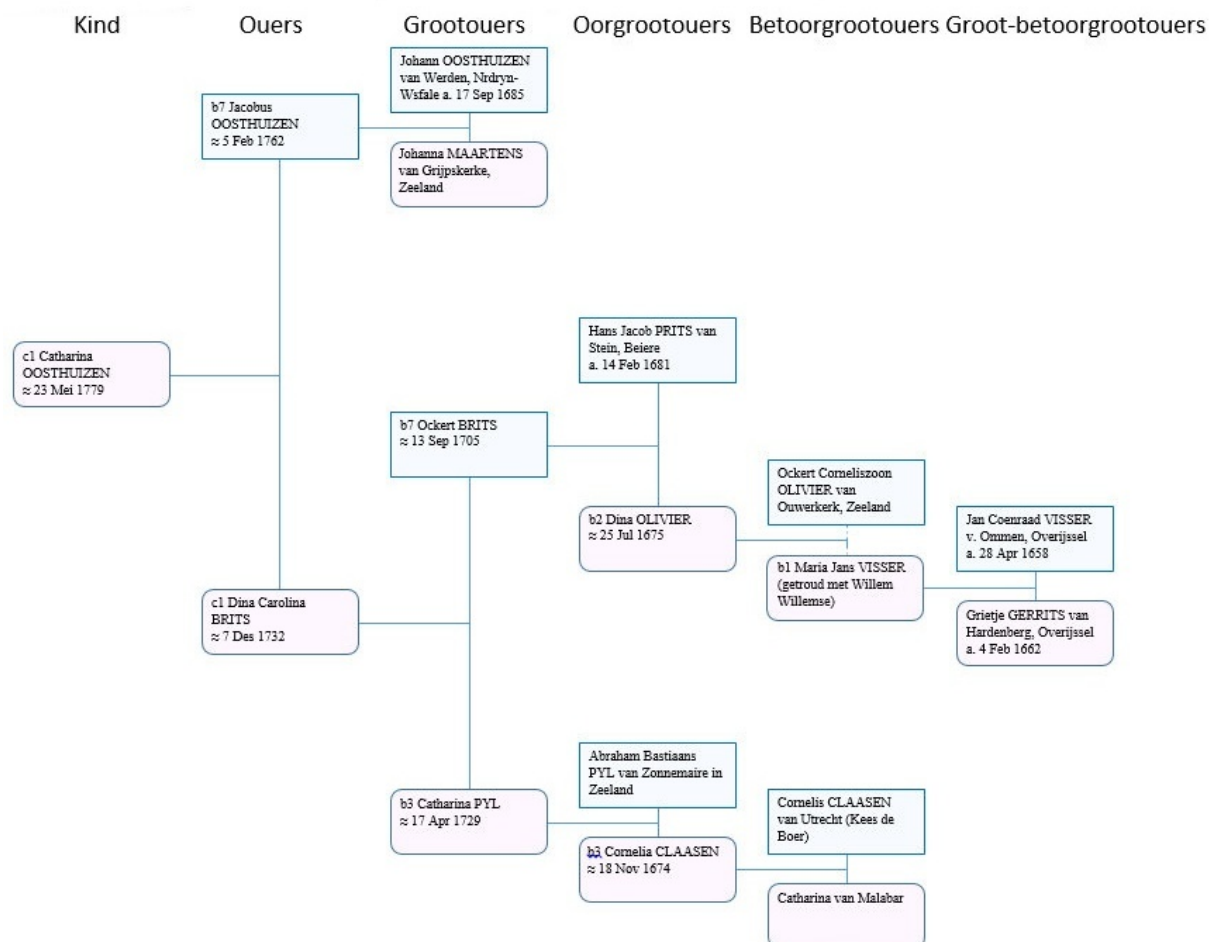 Kind
Ouers
Grootouers
Oorgrootouers
Betoorgrootouers
Groot-betoorgrootouers
Johann OOSTHUIZEN
van Werden, Nrdryn-
Wsfale a. 17 Sep 1685
b7 Jacobus
OOSTHUIZEN
≈ 5 Feb 1762
Johanna MAARTENS
van Grijpskerke,
Zeeland
c1 Catharina
OOSTHUIZEN
≈ 23 Mei 1779
Hans Jacob PRITS van
Stein, Beiere
a. 14 Feb 1681
b7 Ockert BRITS
≈ 13 Sep 1705
Ockert Corneliszoon
OLIVIER van
Ouwerkerk, Zeeland
b2 Dina OLIVIER
≈ 25 Jul 1675
Jan Coenraad VISSER
v. Ommen, Overijssel
a. 28 Apr 1658
b1 Maria Jans VISSER
(getroud met Willem
Willemse)
c1 Dina Carolina
BRITS
≈ 7 Des 1732
Grietje GERRITS van
Hardenberg, Overijssel
a. 4 Feb 1662
Abraham Bastiaans
PYL van Zonnemaire in
Zeeland
b3 Catharina PYL
≈ 17 Apr 1729
Cornelis CLAASEN
van Utrecht (Kees de
Boer)
b3 Cornelia CLAASEN
≈ 18 Nov 1674
Catharina van Malabar